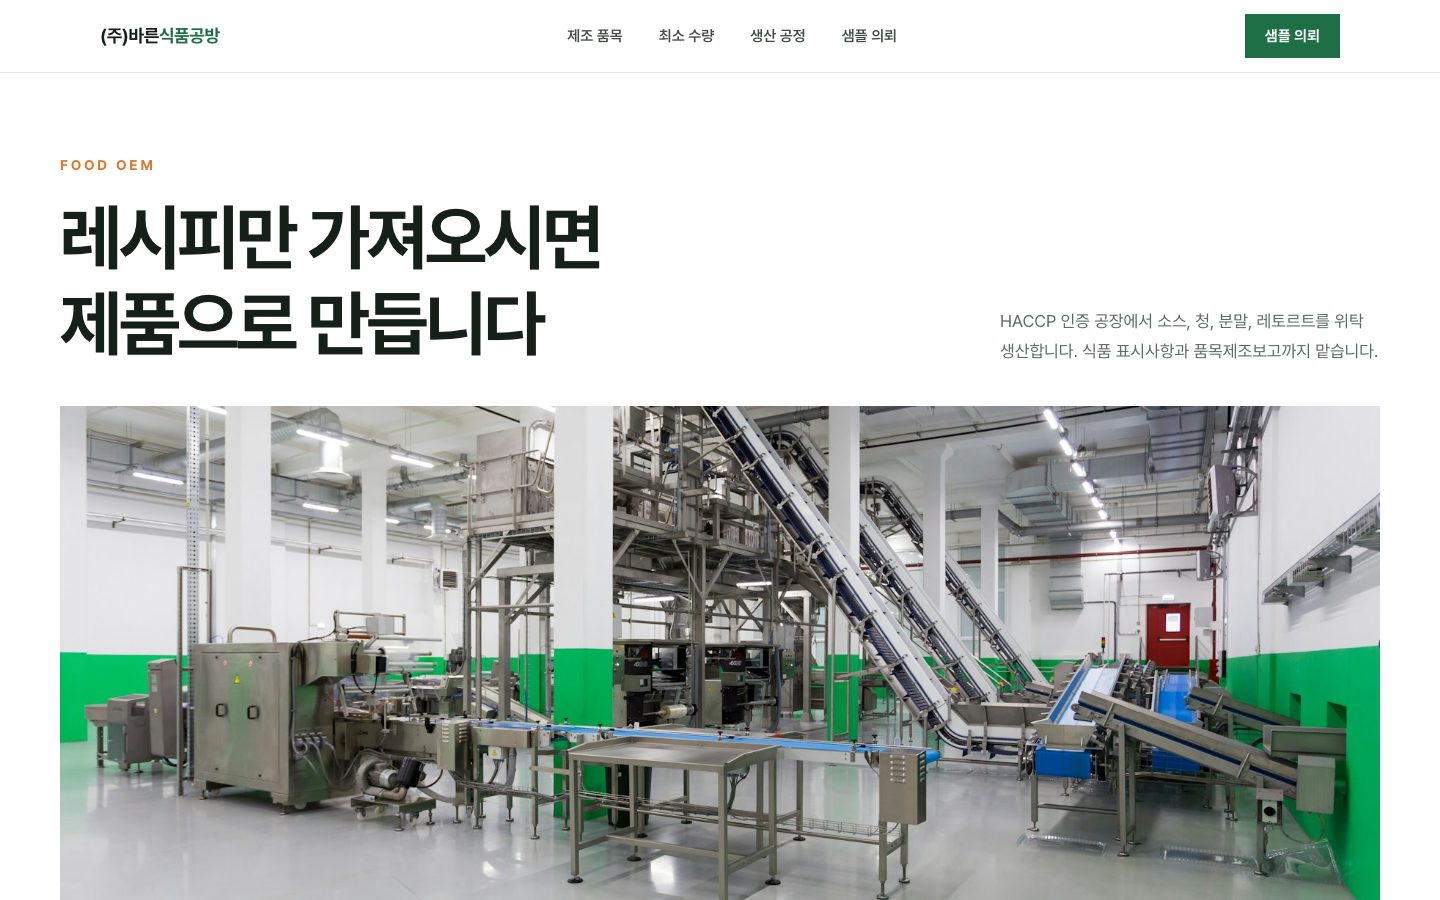 (주)바른식품공방
제조 품목
최소 수량
생산 공정
샘플 의뢰
샘플 의뢰
FOOD OEM
레시피만 가져오시면
제품으로 만듭니다
HACCP 인증 공장에서 소스, 청, 분말, 레토르트를 위탁
생산합니다. 식품 표시사항과 품목제조보고까지 맡습니다.